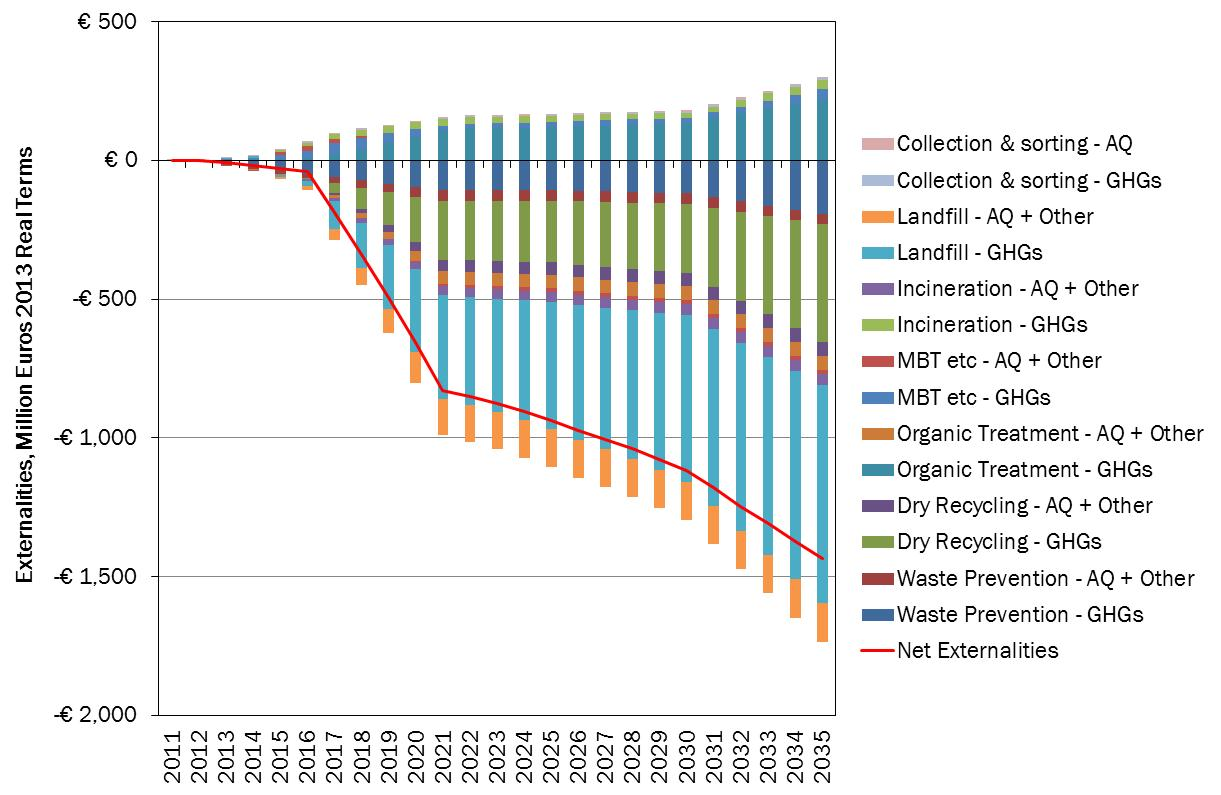 Externalities, Million Euros 2013 Real Terms
€ 500
€ 0
-€ 500
-€ 1,000
-€ 1,500
-€ 2,000
2011
2012
2013
2014
2015
2016
2017
2018
2019
2020
2021
2022
2023
2024
2025
2026
2027
2028
2029
2030
2031
2032
2033
2034
2035
Collection & sorting - AQ
Collection & sorting - GHGs
Landfill - AQ + Other
Landfill - GHGs
Incineration - AQ + Other
Incineration - GHGs
MBT etc - AQ + Other
MBT etc - GHGs
Organic Treatment - AQ + Other
Organic Treatment - GHGs
Dry Recycling - AQ + Other
Dry Recycling - GHGs
Waste Prevention - AQ + Other
Waste Prevention - GHGs
Net Externalities